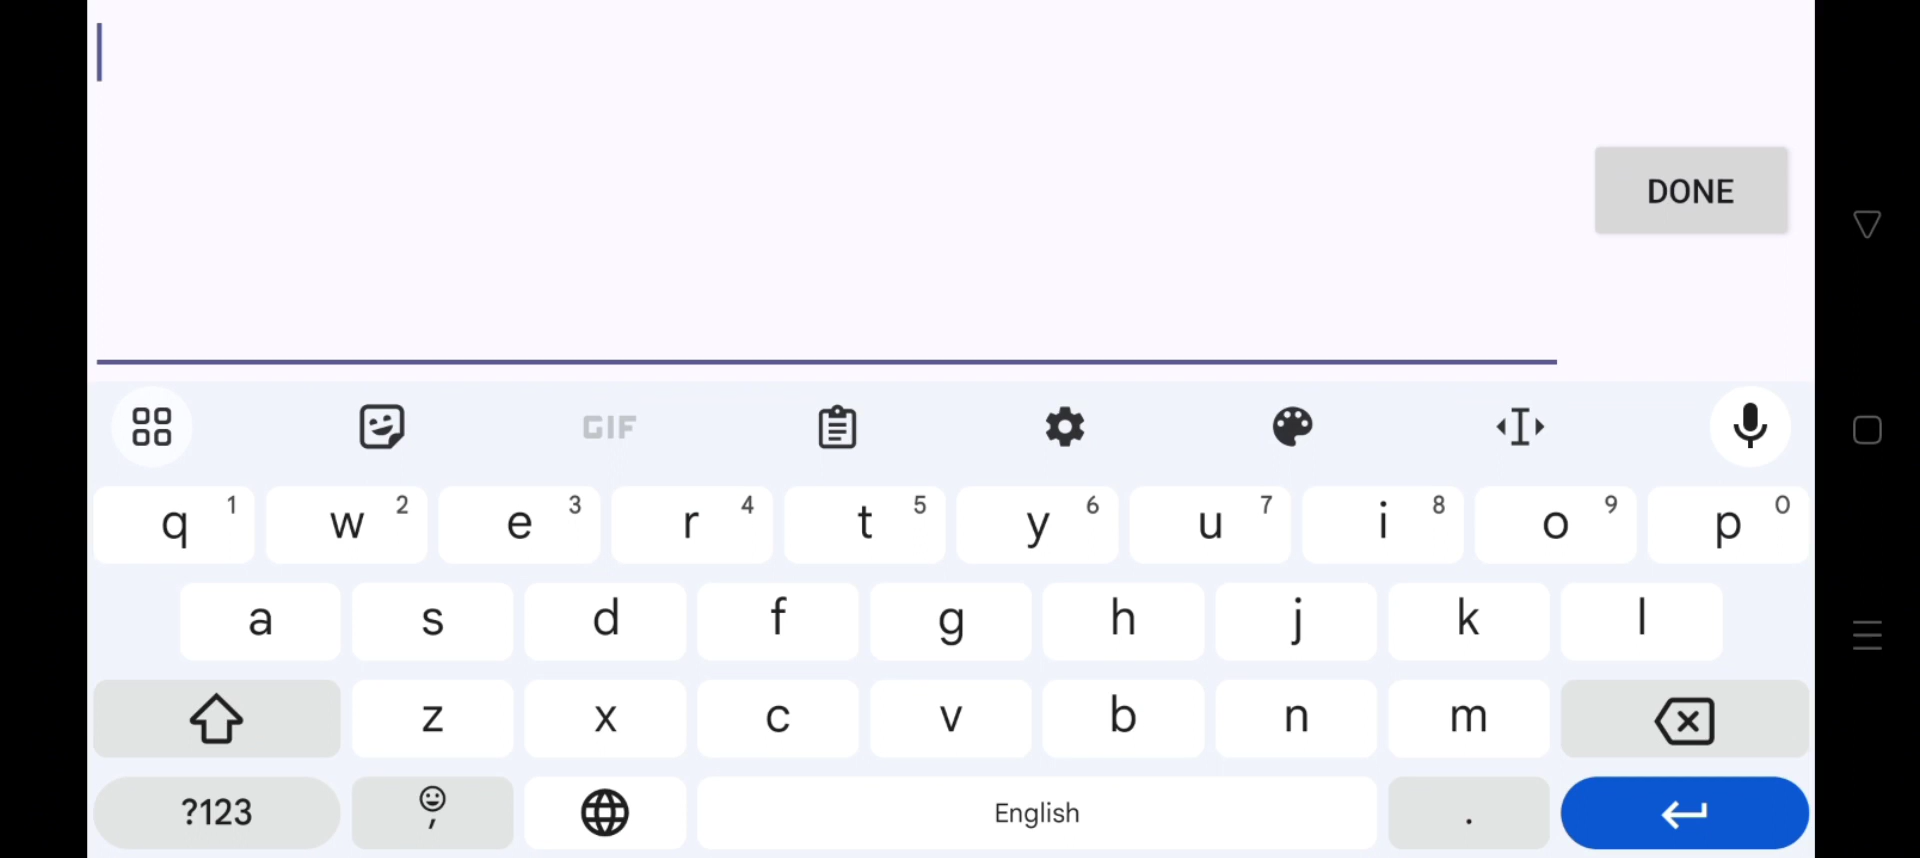 DONE
GIF
q 1 w 2 e 3 r 4 t 5 y 6 u 7 i 8 o 9 p 0
a s d f g h j k l
z x c v b n m
?123 , English .